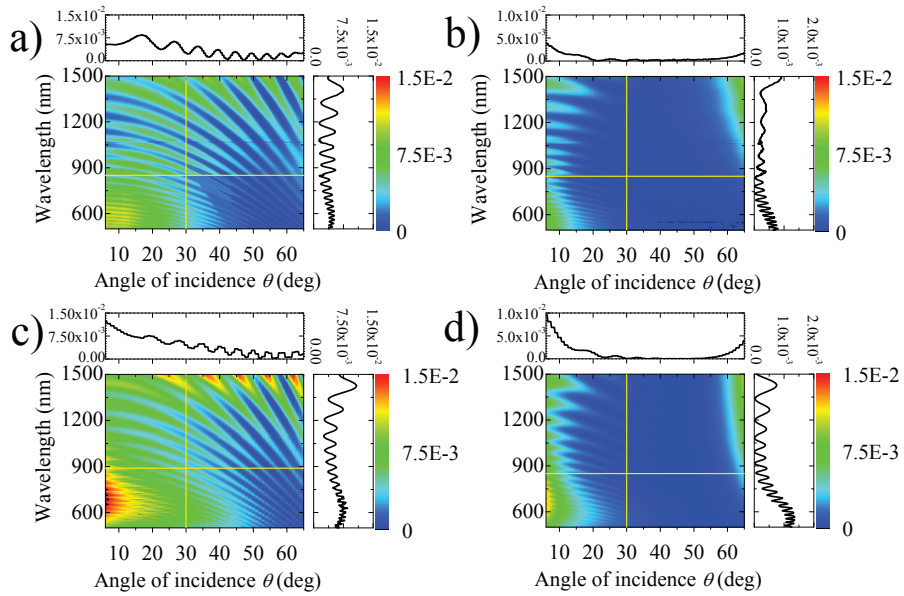 a)
1.5x10⁻²
7.5x10⁻³
0.0
0.0
7.5x10⁻³
1.5x10⁻²
1500
1200
900
600
Wavelength (nm)
10 20 30 40 50 60
Angle of incidence θ (deg)
1.5E-2
7.5E-3
0
b)
1.0x10⁻²
5.0x10⁻³
0.0
0.0
1.0x10⁻³
2.0x10⁻³
1500
1200
900
600
Wavelength (nm)
10 20 30 40 50 60
Angle of incidence θ (deg)
1.5E-2
7.5E-3
0
c)
1.50x10⁻²
7.50x10⁻³
0.00
0.00
7.50x10⁻³
1.50x10⁻²
1500
1200
900
600
Wavelength (nm)
10 20 30 40 50 60
Angle of incidence θ (deg)
1.5E-2
7.5E-3
0
d)
1.0x10⁻²
5.0x10⁻³
0.0
0.0
1.0x10⁻³
2.0x10⁻³
1500
1200
900
600
Wavelength (nm)
10 20 30 40 50 60
Angle of incidence θ (deg)
1.5E-2
7.5E-3
0